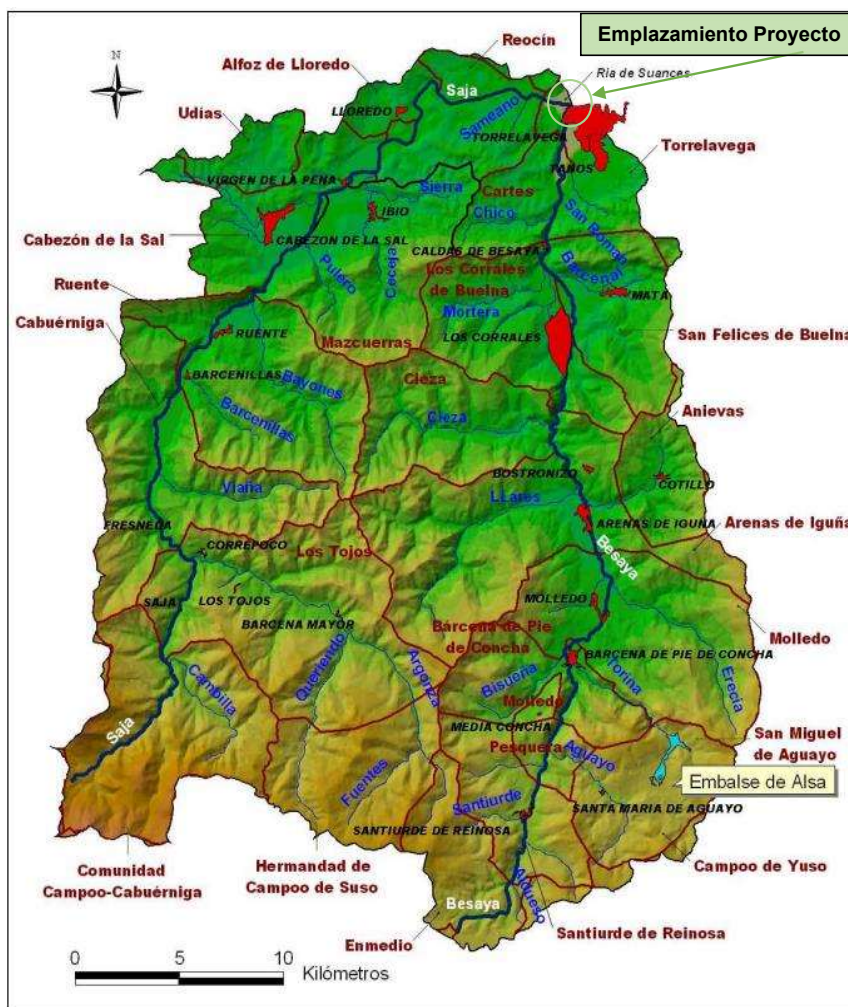 Emplazamiento Proyecto
Reocín
N
Alfoz de Lloredo
Ria de Suances
Saja
LLOREDO
Sameano
Udías
TORRELAVEGA
Torrelavega
TANOS
VIRGEN DE LA PEÑA
Sierra
Cartes
IBIO
Chico
San Roman
Cabezón de la Sal
CABEZON DE LA SAL
CALDAS DE BESAYA
Barcenal
Pulero
Ceceja
Los Corrales
de Buelna
MATA
Ruente
Mortera
Cabuérniga
RUENTE
LOS CORRALES
San Felices de Buelna
Mazcuerras
BARCENILLAS
Bayones
Cieza
Barcenillas
Cieza
Anievas
BOSTRONIZO
COTILLO
Viaña
LLares
FRESNEDA
ARENAS DE IGUÑA
Arenas de Iguña
CORREPOCO
Los Tojos
Besaya
SAJA
LOS TOJOS
MOLLEDO
BARCENA MAYOR
Bárcena de Pie
de Concha
Molledo
Queriendo
Argonza
BARCENA DE PIE DE CONCHA
Cambilla
Bisueña
Torina
Erecia
Molledo
Saja
MEDIA CONCHA
San Miguel
de Aguayo
Pesquera
Aguayo
Embalse de Alsa
Fuentes
Santiurde
SANTA MARIA DE AGUAYO
SANTIURDE DE REINOSA
Comunidad
Campoo-Cabuérniga
Hermandad de
Campoo de Suso
Campoo de Yuso
Besaya
Aldueso
Enmedio
Santiurde de Reinosa
0 5 10
Kilómetros